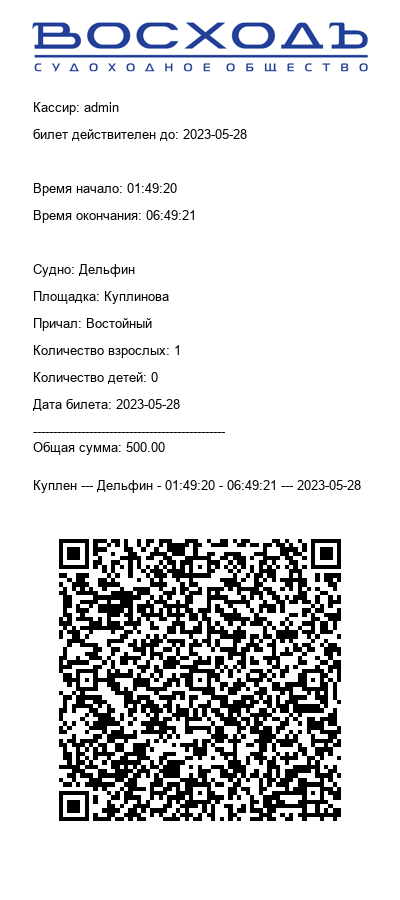 ВОСХОДЪ
СУДОХОДНОЕ ОБЩЕСТВО
Кассир: admin
билет действителен до: 2023-05-28
Время начало: 01:49:20
Время окончания: 06:49:21
Судно: Дельфин
Площадка: Куплинова
Причал: Востойный
Количество взрослых: 1
Количество детей: 0
Дата билета: 2023-05-28
------------------------------------------------
Общая сумма: 500.00
Куплен --- Дельфин - 01:49:20 - 06:49:21 --- 2023-05-28